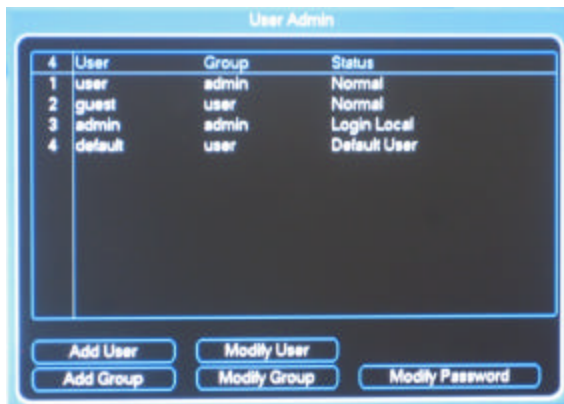 User Admin
4 User Group Status
1 user admin Normal
2 guest user Normal
3 admin admin Login Local
4 default user Default User
Add User Modify User
Add Group Modify Group Modify Password